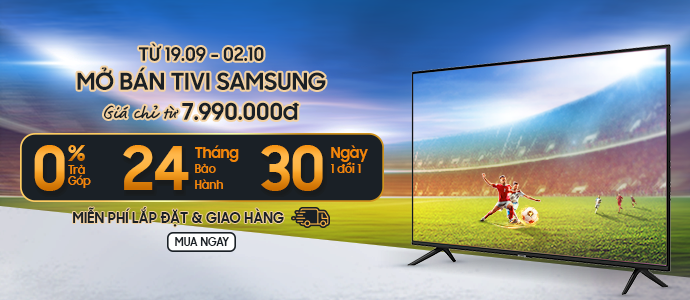 TỪ 19.09 - 02.10
MỞ BÁN TIVI SAMSUNG
Giá chỉ từ 7.990.000đ
0% Trả Góp
24 Tháng Bảo Hành
30 Ngày 1 đổi 1
MIỄN PHÍ LẮP ĐẶT & GIAO HÀNG
MUA NGAY